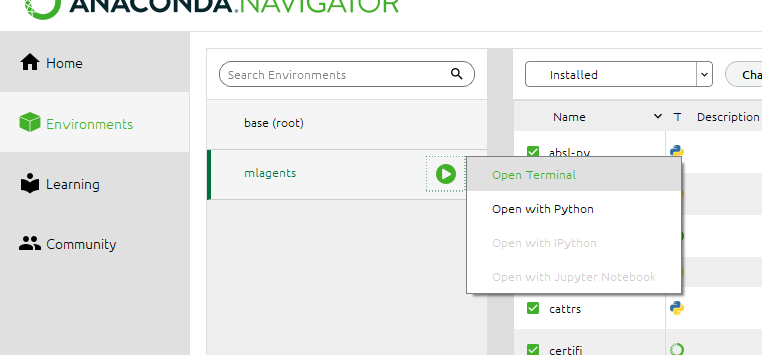 ANACONDA.NAVIGATOR
Home
Environments
Learning
Community
Search Environments
base (root)
mlagents
Open Terminal
Open with Python
Open with IPython
Open with Jupyter Notebook
Installed
Cha
Name
T
Description
absl-py
cattrs
certifi